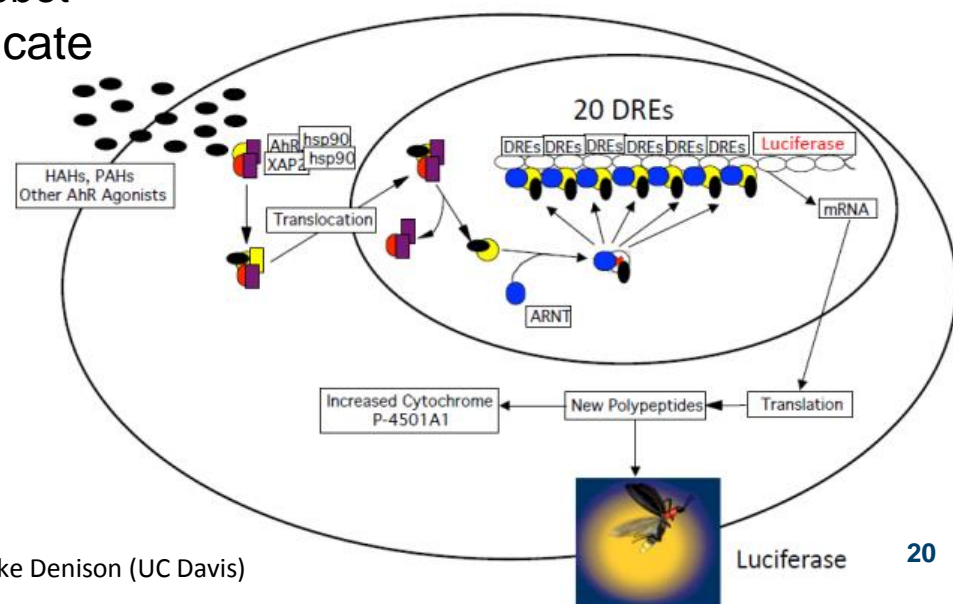 cate
20 DREs
DREs DREs DREs DREs DREs DREs Luciferase
AhR hsp90
XAP2 hsp90
HAHs, PAHs
Other AhR Agonists
Translocation
mRNA
ARNT
Increased Cytochrome
P-4501A1
New Polypeptides
Translation
Luciferase
ke Denison (UC Davis)
20